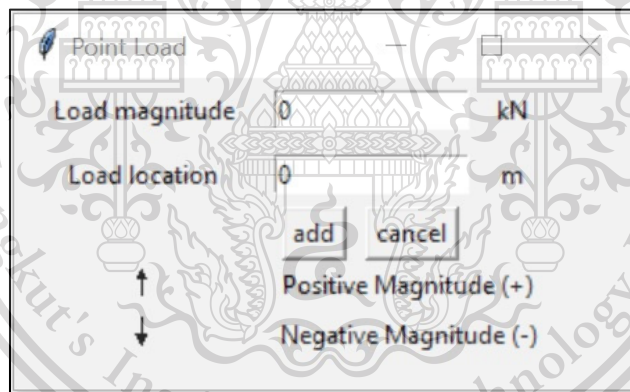 Point Load
Load magnitude 0 kN
Load location 0 m
add cancel
↑ Positive Magnitude (+)
↓ Negative Magnitude (-)